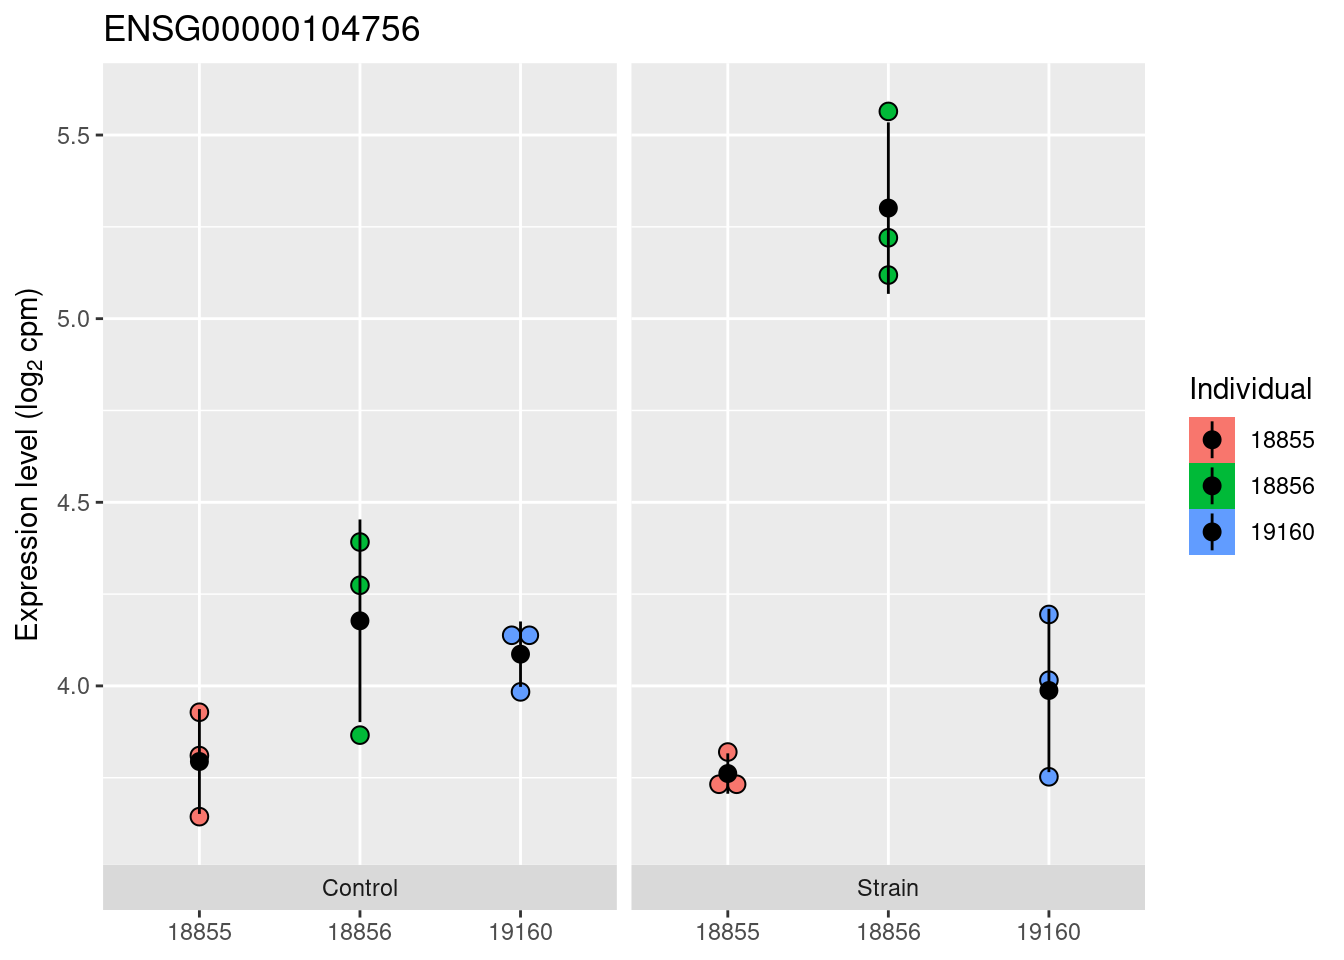 ENSG00000104756
Expression level (log₂ cpm)
5.5
5.0
4.5
4.0
Control
Strain
18855
18856
19160
18855
18856
19160
Individual
18855
18856
19160